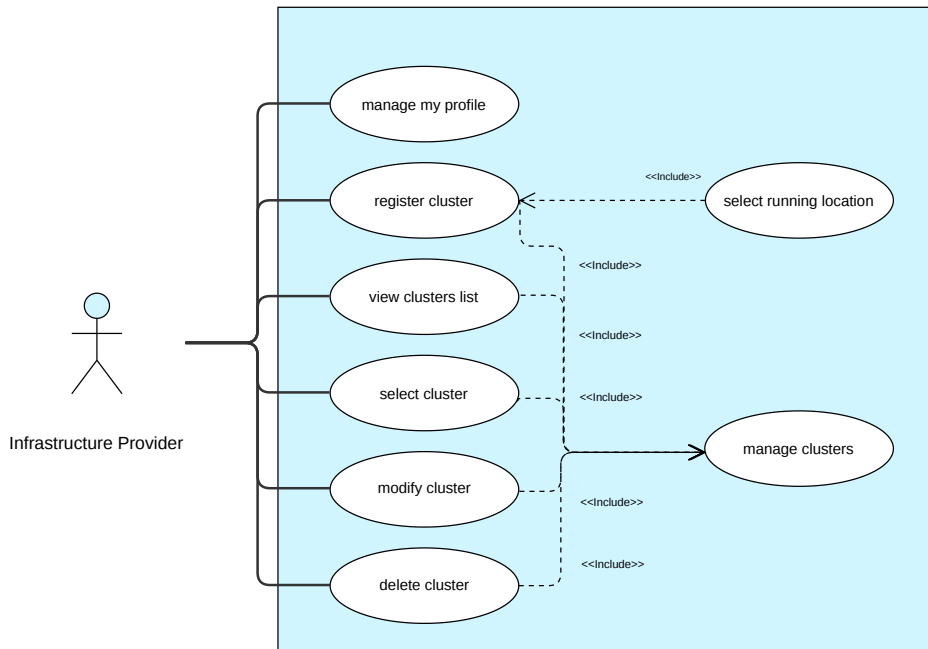 manage my profile
<<Include>>
register cluster
select running location
<<Include>>
view clusters list
<<Include>>
select cluster
<<Include>>
Infrastructure Provider
manage clusters
modify cluster
<<Include>>
<<Include>>
delete cluster